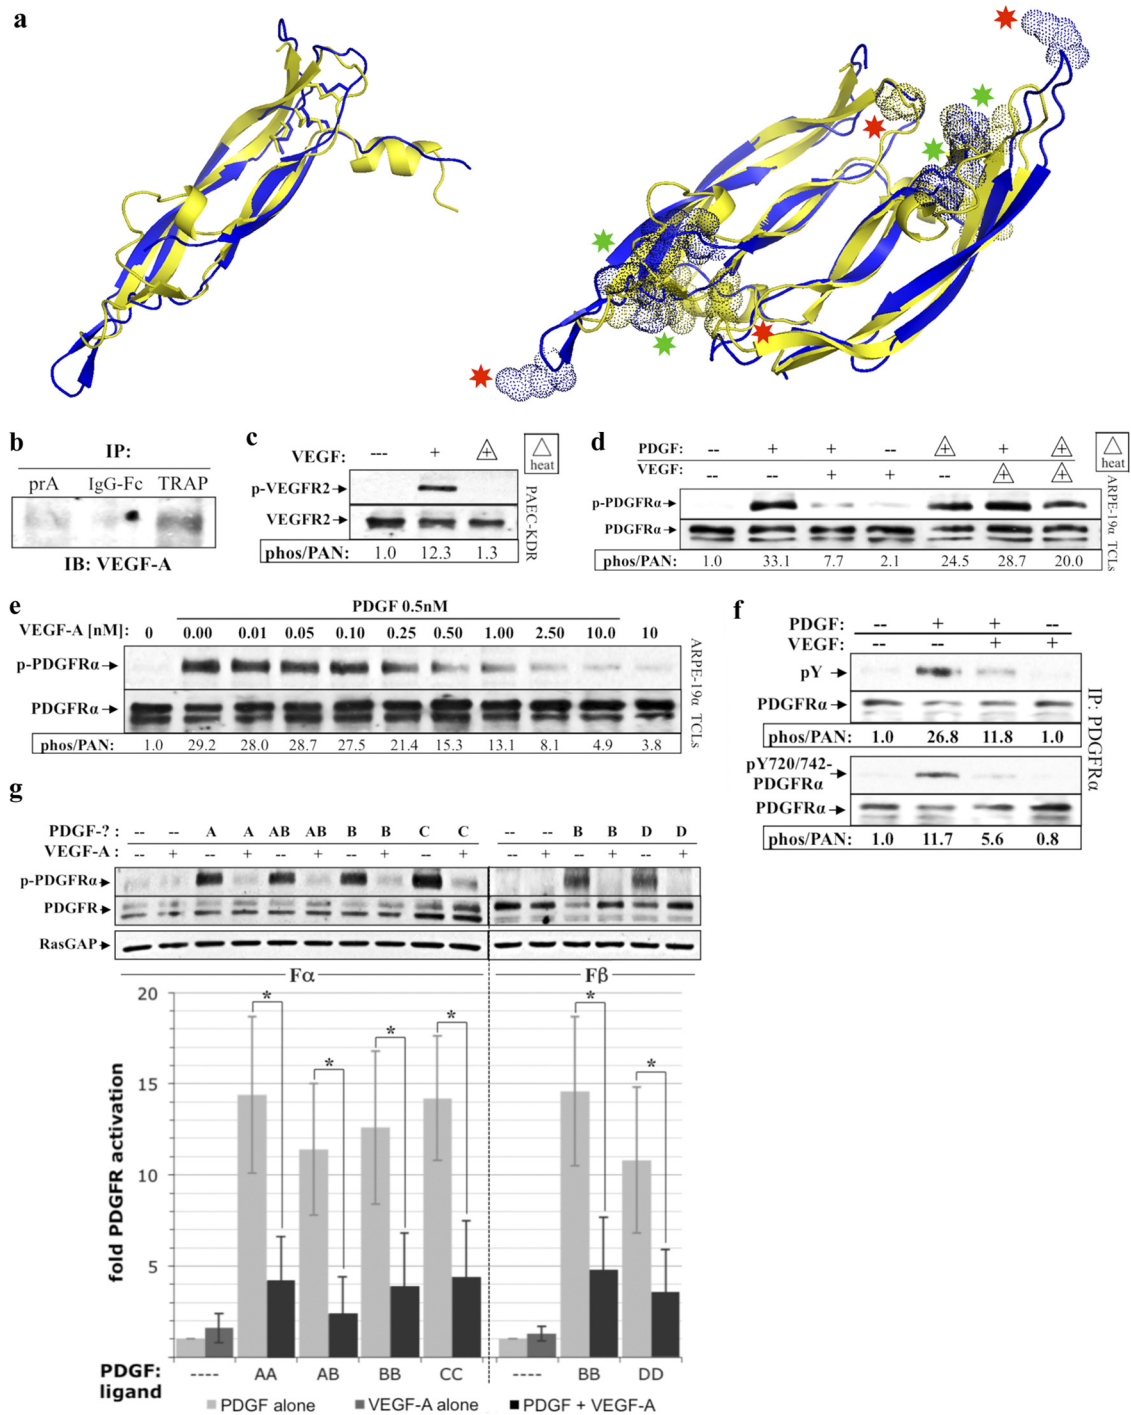 a
b
IP:
prA IgG-Fc TRAP
IB: VEGF-A
c
VEGF: --- + +
heat
p-VEGFR2
VEGFR2
phos/PAN: 1.0 12.3 1.3
PAEC-KDR
d
PDGF: -- + + -- + + +
VEGF: -- -- + + -- + +
heat
p-PDGFRα
PDGFRα
phos/PAN: 1.0 33.1 7.7 2.1 24.5 28.7 20.0
ARPE-19α TCLs
e
PDGF 0.5nM
VEGF-A [nM]: 0 0.00 0.01 0.05 0.10 0.25 0.50 1.00 2.50 10.0 10
p-PDGFRα
PDGFRα
phos/PAN: 1.0 29.2 28.0 28.7 27.5 21.4 15.3 13.1 8.1 4.9 3.8
ARPE-19α TCLs
f
PDGF: -- + + --
VEGF: -- -- + +
pY
PDGFRα
phos/PAN: 1.0 26.8 11.8 1.0
pY720/742-
PDGFRα
PDGFRα
phos/PAN: 1.0 11.7 5.6 0.8
IP: PDGFRα
g
PDGF-? : -- -- A A AB AB B B C C -- -- B B D D
VEGF-A : -- + -- + -- + -- + -- + -- + -- + -- +
p-PDGFRα
PDGFR
RasGAP
Fα Fβ
20
15
10
5
* * * * * *
fold PDGFR activation
PDGF: ---- AA AB BB CC ---- BB DD
ligand
PDGF alone VEGF-A alone PDGF + VEGF-A